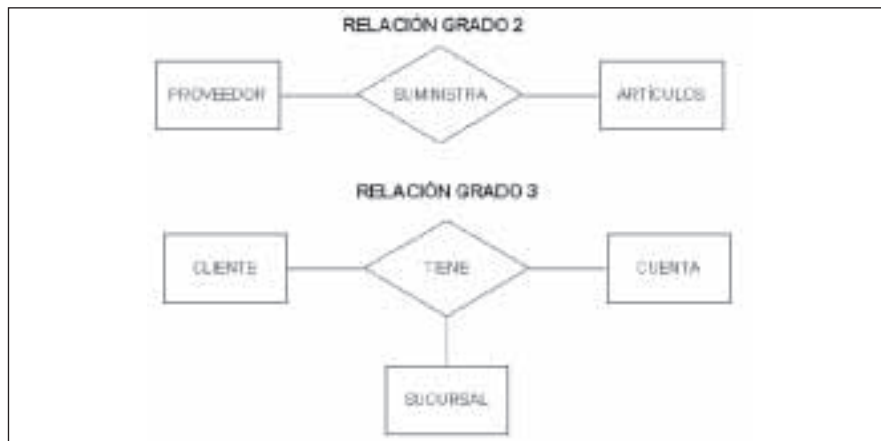 RELACIÓN GRADO 2
PROVEEDOR SUMINISTRA ARTÍCULOS
RELACIÓN GRADO 3
CLIENTE TIENE CUENTA
SUCURSAL